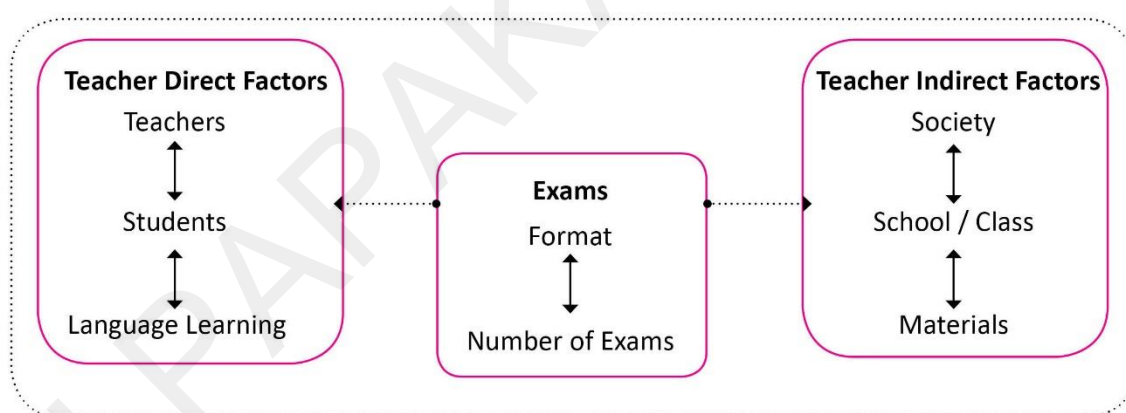 Teacher Direct Factors
Teachers
Students
Language Learning
Exams
Format
Number of Exams
Teacher Indirect Factors
Society
School / Class
Materials